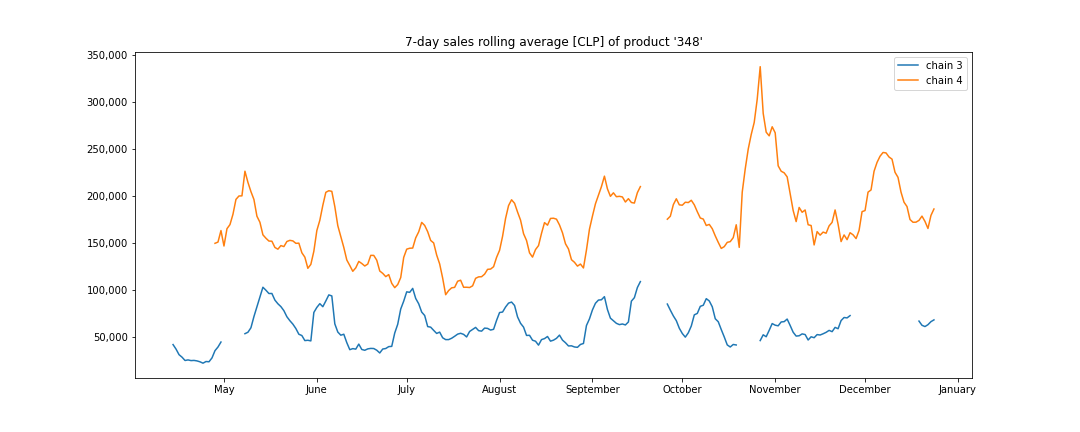 7-day sales rolling average [CLP] of product '348'
350,000
300,000
250,000
200,000
150,000
100,000
50,000
chain 3
chain 4
May June July August September October November December January